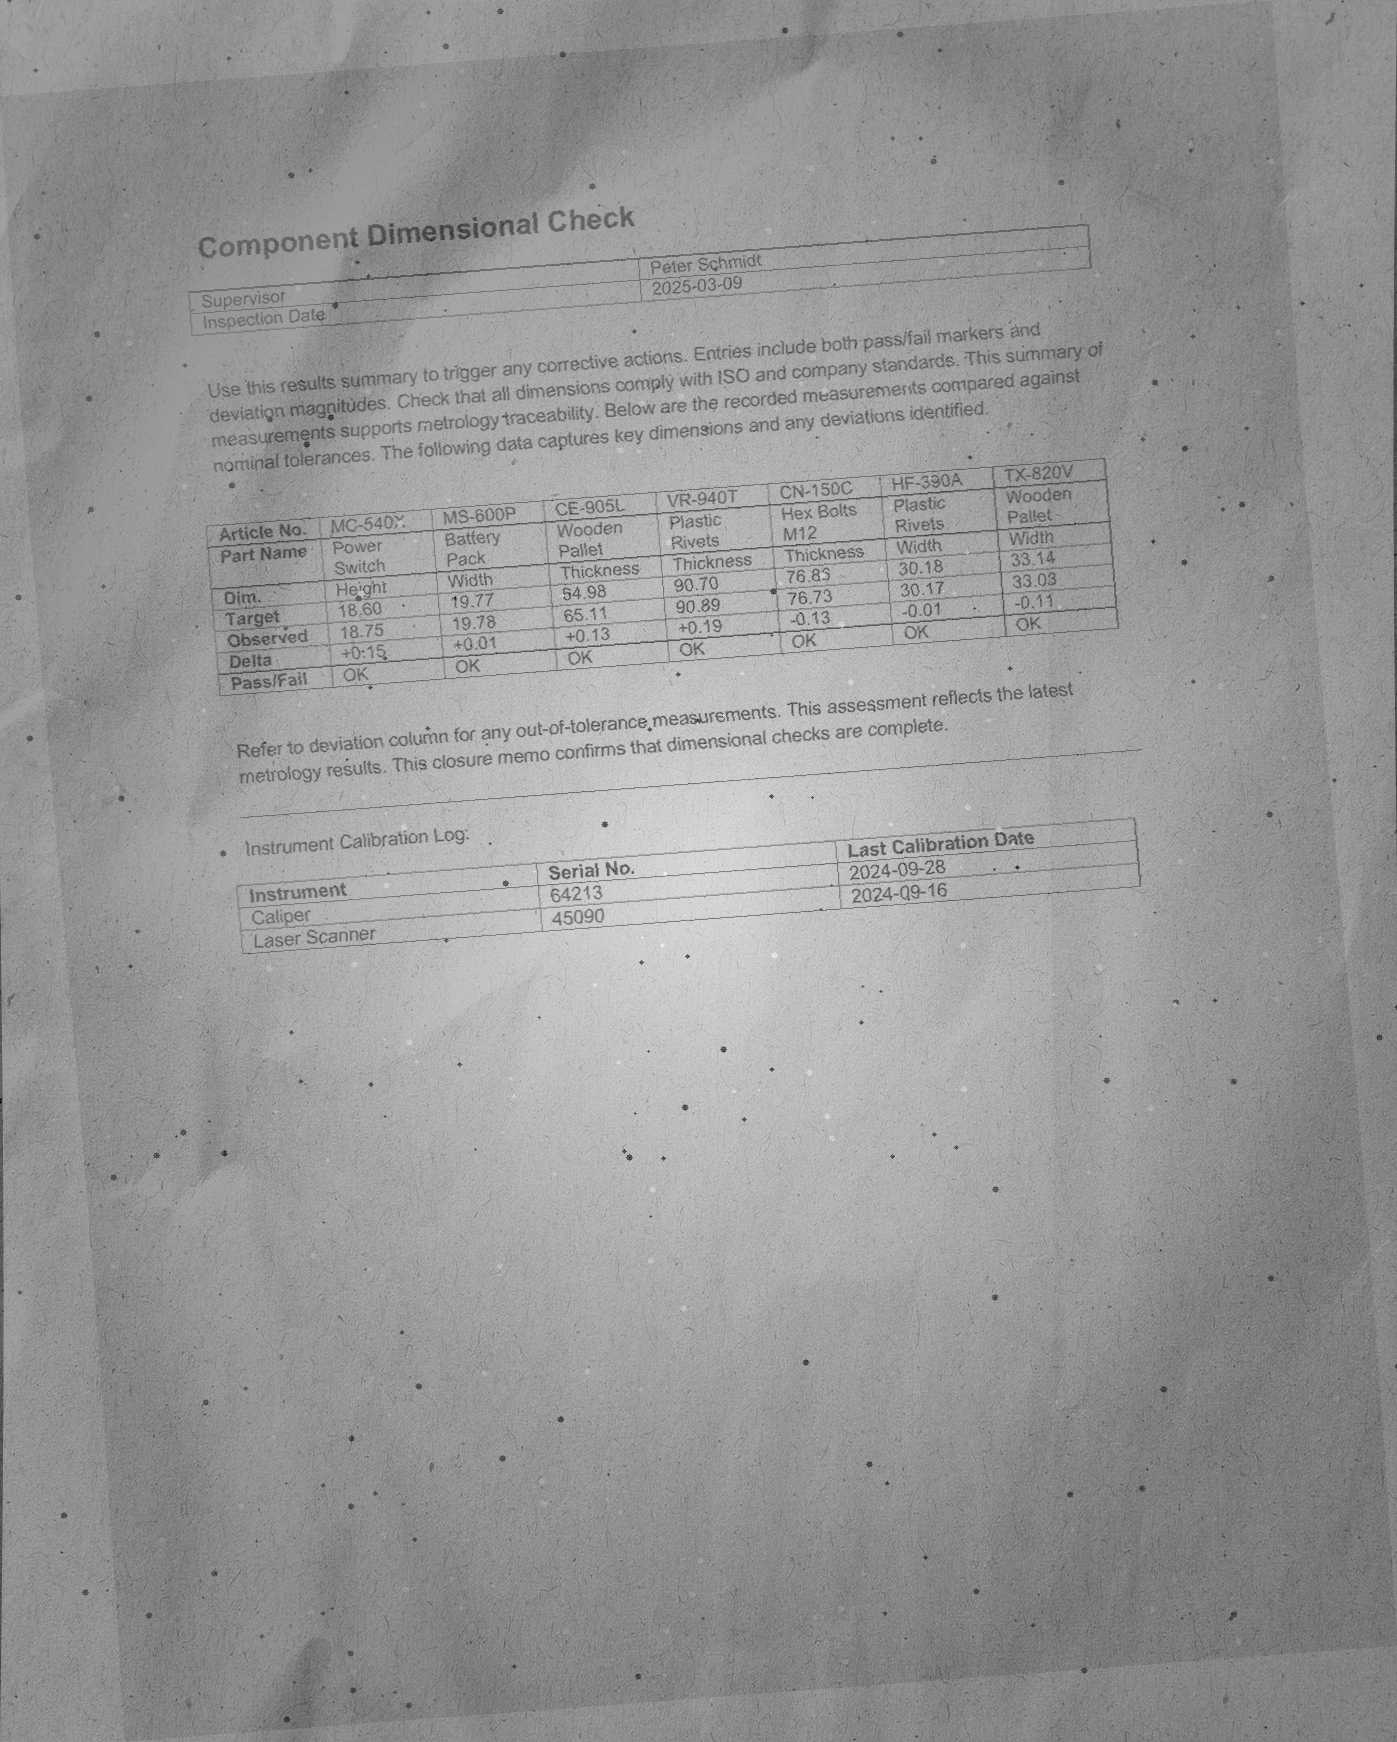 Component Dimensional Check
Supervisor Peter Schmidt
Inspection Date 2025-03-09
Use this results summary to trigger any corrective actions. Entries include both pass/fail markers and
deviation magnitudes. Check that all dimensions comply with ISO and company standards. This summary of
measurements supports metrology traceability. Below are the recorded measurements compared against
nominal tolerances. The following data captures key dimensions and any deviations identified.
Article No. MC-540X MS-600P CE-905L VR-940T CN-150C HF-390A TX-820V
Part Name Power Battery Wooden Plastic Hex Bolts Plastic Wooden
Switch Pack Pallet Rivets M12 Rivets Pallet
Dim. Height Width Thickness Thickness Thickness Width Width
Target 18.60 19.77 64.98 90.70 76.86 30.18 33.14
Observed 18.75 19.78 65.11 90.89 76.73 30.17 33.03
Delta +0.15 +0.01 +0.13 +0.19 -0.13 -0.01 -0.11
Pass/Fail OK OK OK OK OK OK OK
Refer to deviation column for any out-of-tolerance measurements. This assessment reflects the latest
metrology results. This closure memo confirms that dimensional checks are complete.
Instrument Calibration Log:
Instrument Serial No. Last Calibration Date
Caliper 64213 2024-09-28
Laser Scanner 45090 2024-09-16